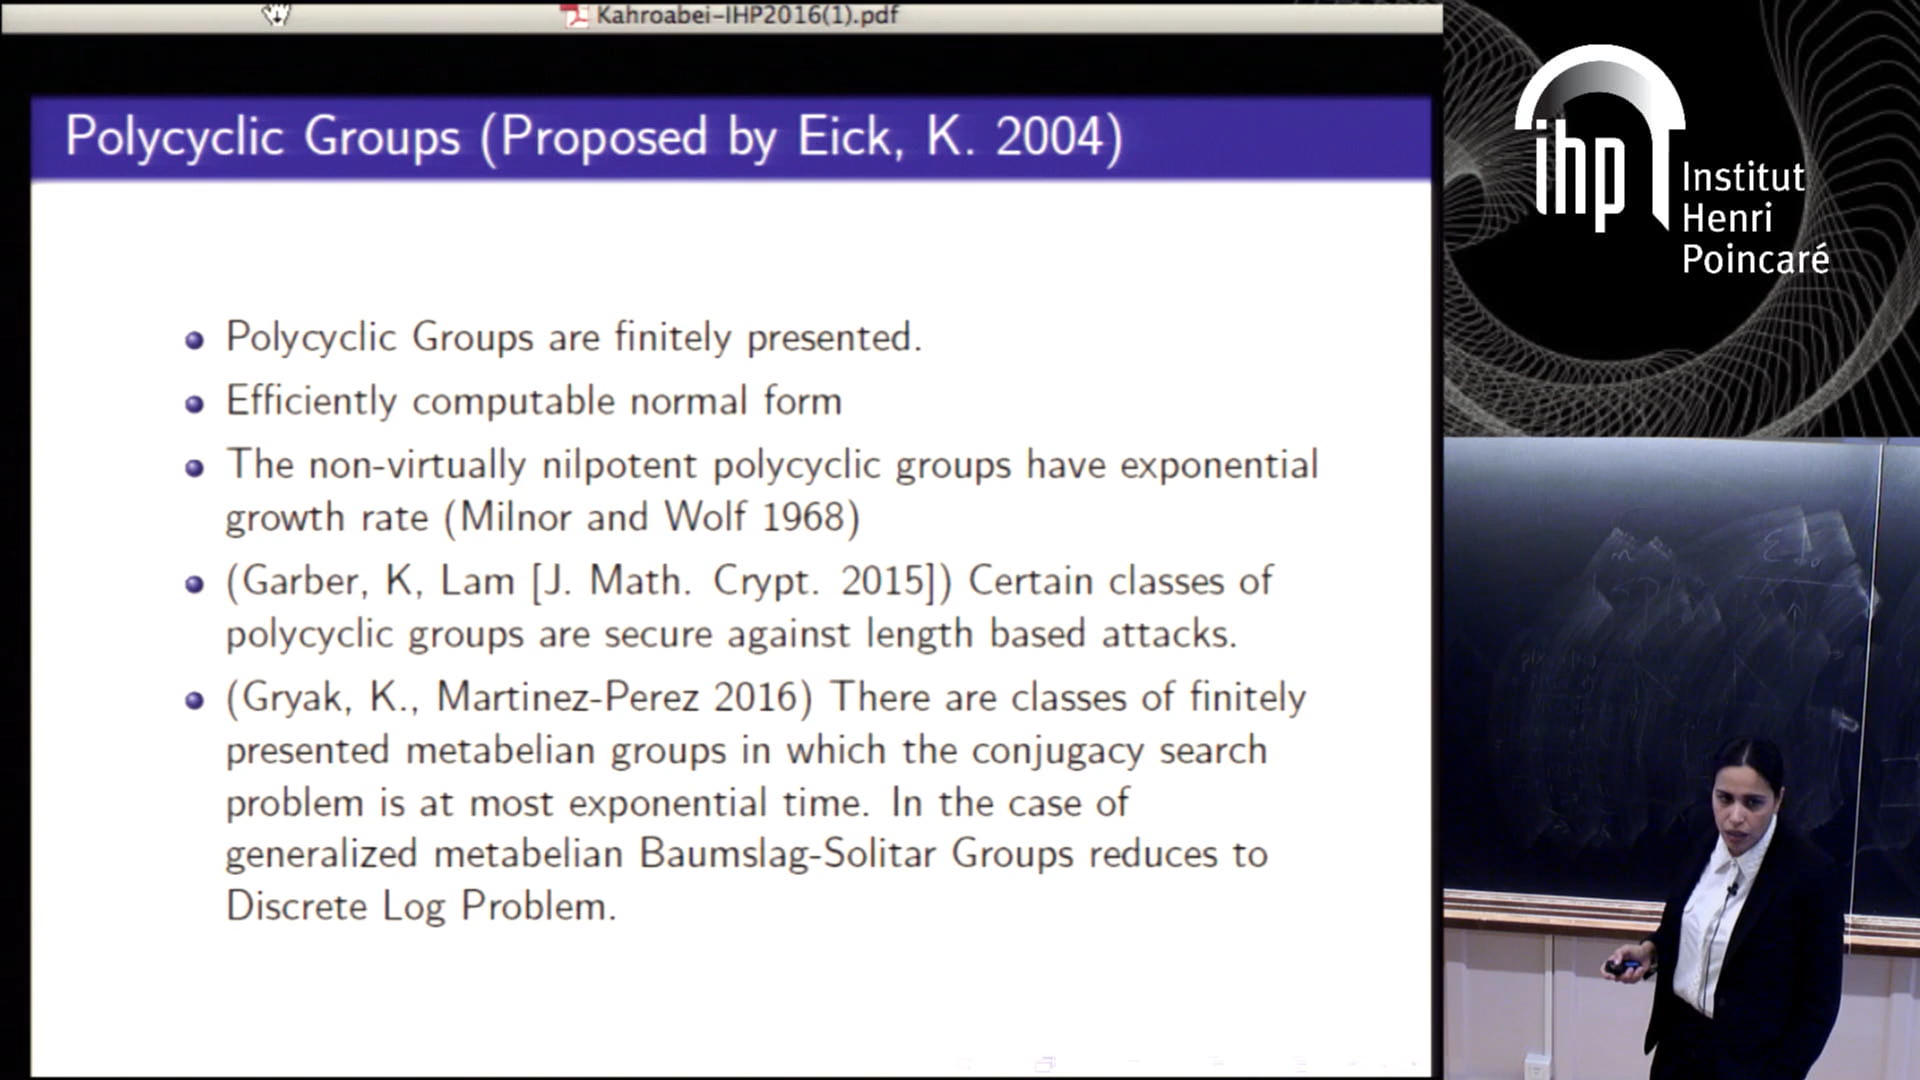 Kahroabei-IHP2016(1).pdf
Polycyclic Groups (Proposed by Eick, K. 2004)
Polycyclic Groups are finitely presented.
Efficiently computable normal form
The non-virtually nilpotent polycyclic groups have exponential
growth rate (Milnor and Wolf 1968)
(Garber, K, Lam [J. Math. Crypt. 2015]) Certain classes of
polycyclic groups are secure against length based attacks.
(Gryak, K., Martinez-Perez 2016) There are classes of finitely
presented metabelian groups in which the conjugacy search
problem is at most exponential time. In the case of
generalized metabelian Baumslag-Solitar Groups reduces to
Discrete Log Problem.
ihp
Institut
Henri
Poincaré